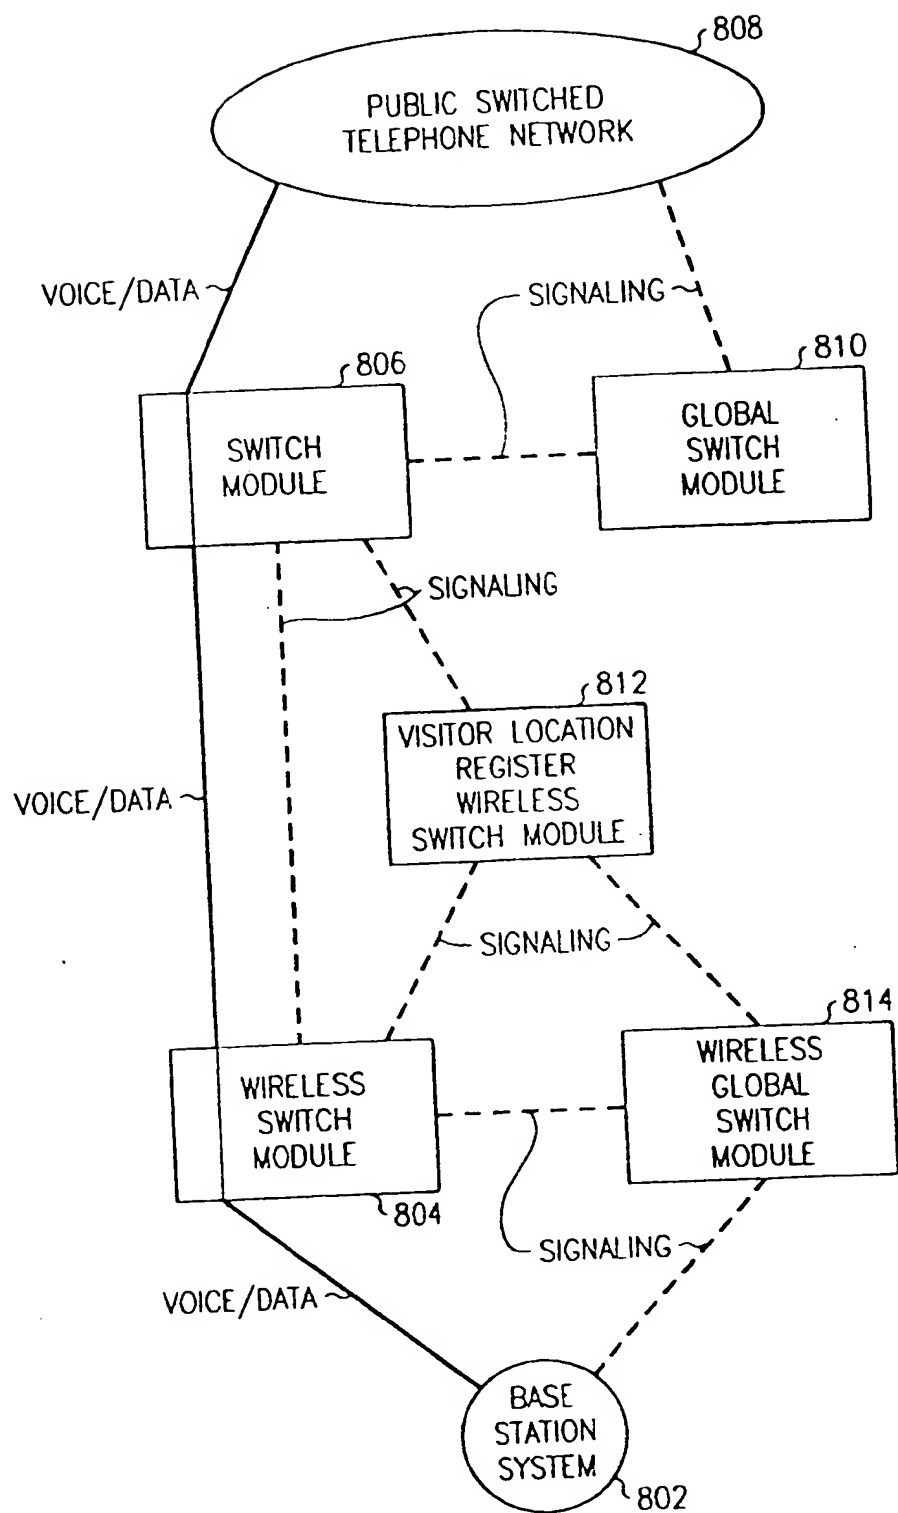 808
PUBLIC SWITCHED
TELEPHONE NETWORK
VOICE/DATA
SIGNALING
806
810
SWITCH
MODULE
GLOBAL
SWITCH
MODULE
SIGNALING
812
VISITOR LOCATION
REGISTER
WIRELESS
SWITCH MODULE
VOICE/DATA
SIGNALING
814
WIRELESS
SWITCH
MODULE
WIRELESS
GLOBAL
SWITCH
MODULE
804
SIGNALING
VOICE/DATA
BASE
STATION
SYSTEM
802